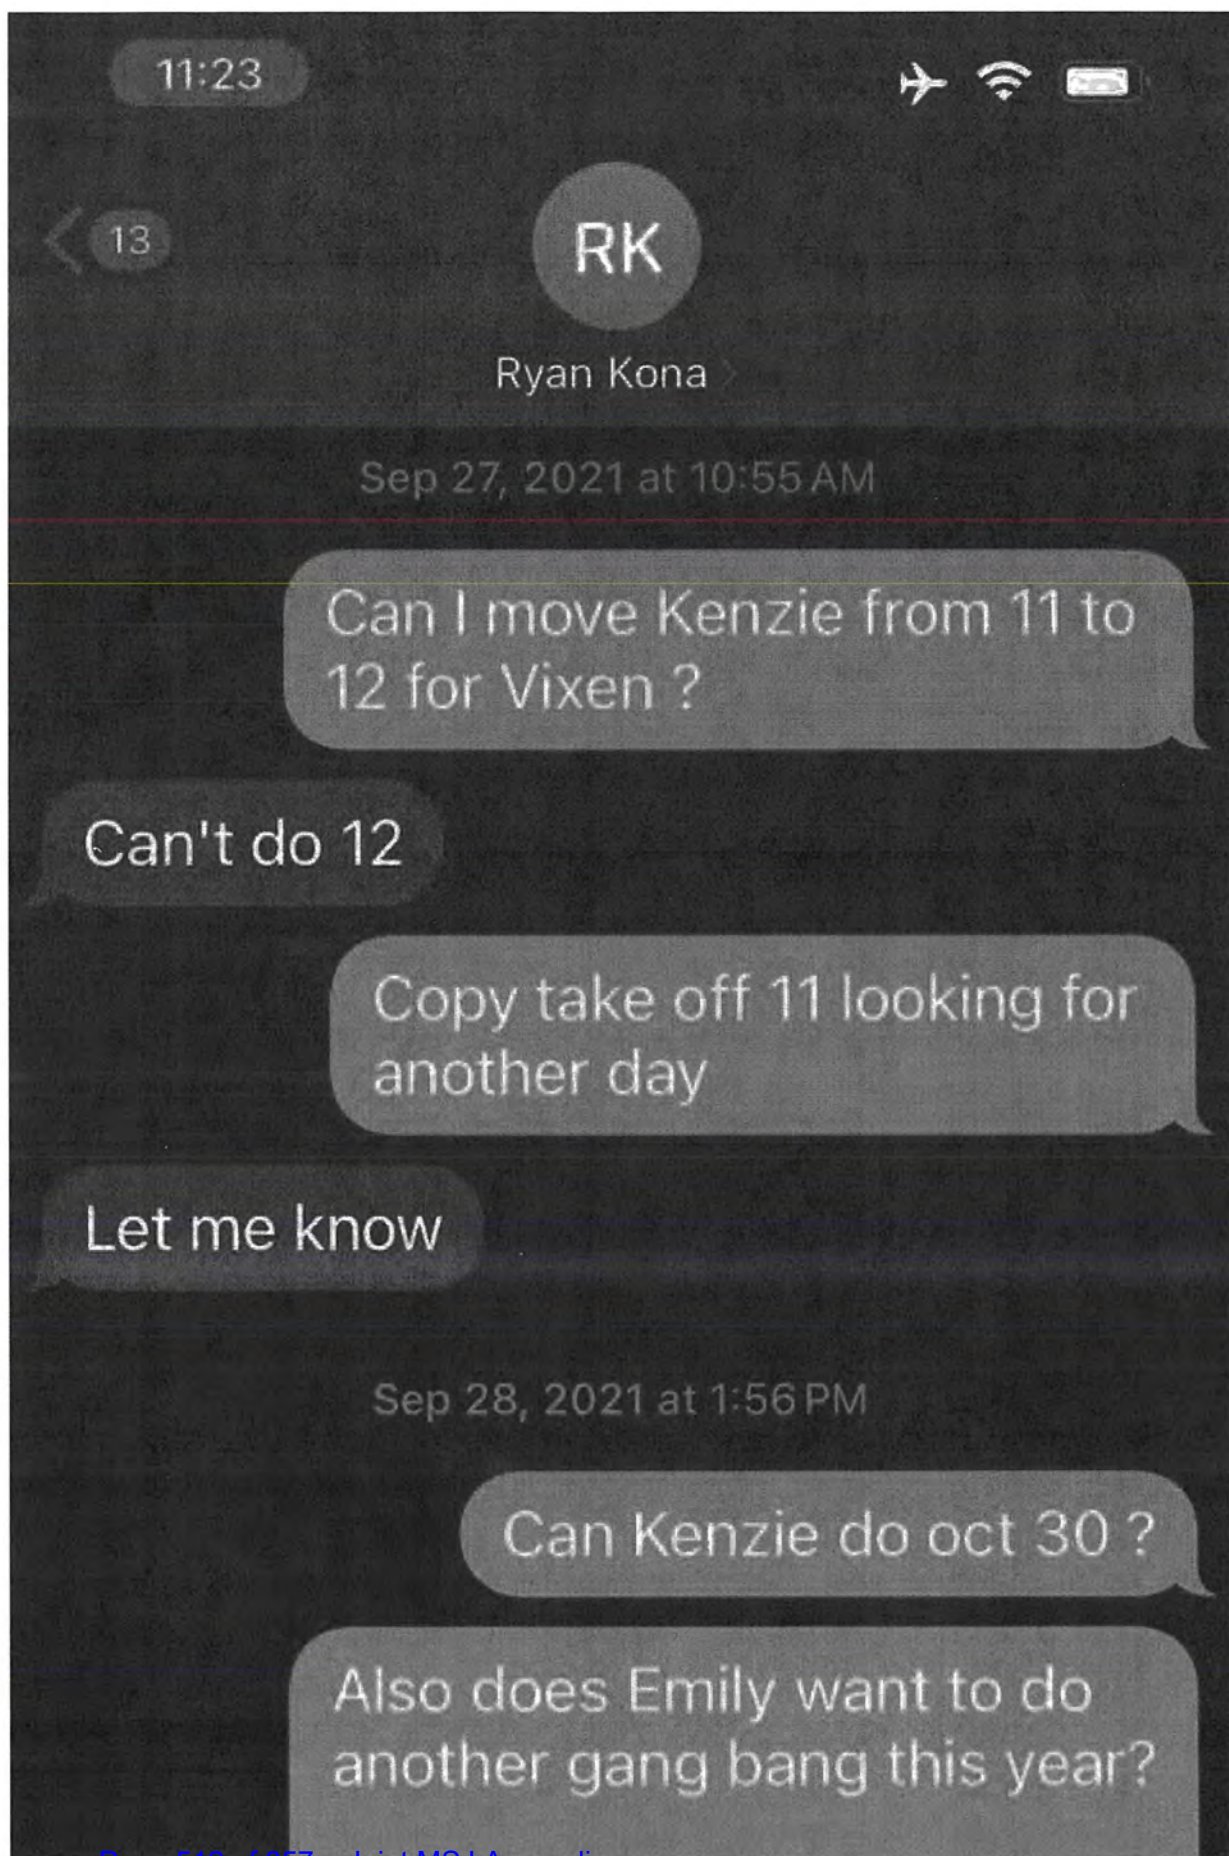 11:23
13
RK
Ryan Kona
Sep 27, 2021 at 10:55 AM
Can I move Kenzie from 11 to
12 for Vixen ?
Can't do 12
Copy take off 11 looking for
another day
Let me know
Sep 28, 2021 at 1:56 PM
Can Kenzie do oct 30 ?
Also does Emily want to do
another gang bang this year?